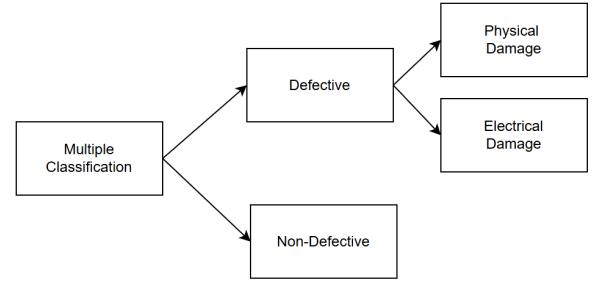 Multiple
Classification
Defective
Non-Defective
Physical
Damage
Electrical
Damage